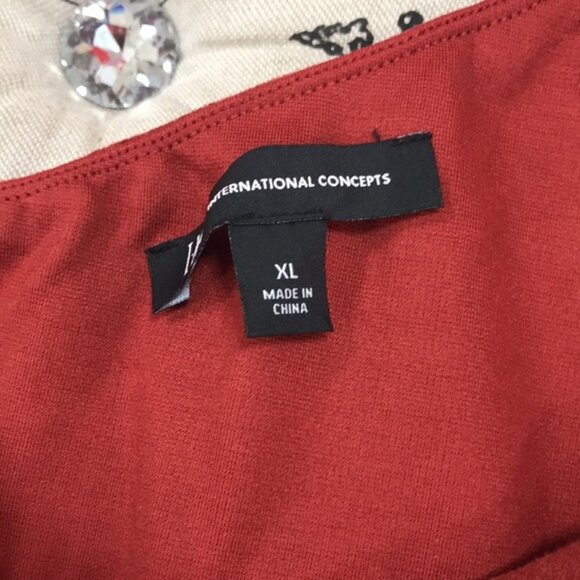 INTERNATIONAL CONCEPTS
XL
MADE IN
CHINA